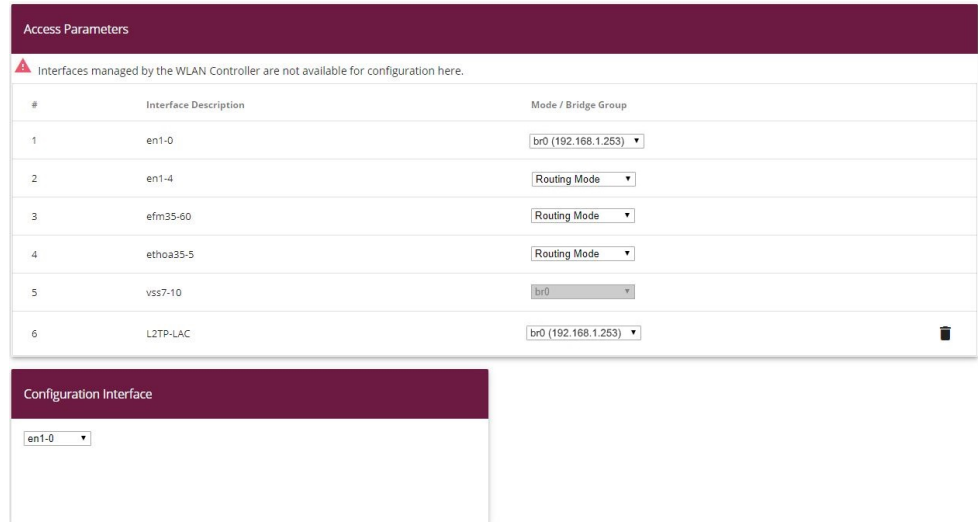 Access Parameters
Interfaces managed by the WLAN Controller are not available for configuration here.
# Interface Description Mode / Bridge Group
1 en1-0 br0 (192.168.1.253)
2 en1-4 Routing Mode
3 efm35-60 Routing Mode
4 ethoa35-5 Routing Mode
5 vss7-10 br0
6 L2TP-LAC br0 (192.168.1.253)
Configuration Interface
en1-0